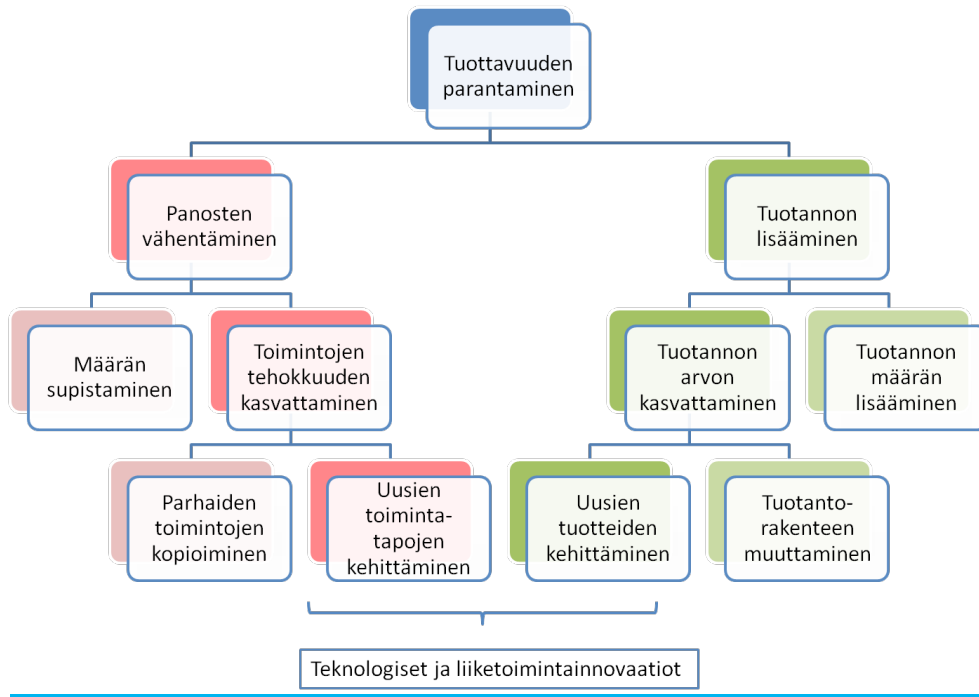 Tuottavuuden
parantaminen
Panosten
vähentäminen
Tuotannon
lisääminen
Määrän
supistaminen
Toimintojen
tehokkuuden
kasvattaminen
Tuotannon
arvon
kasvattaminen
Tuotannon
määrän
lisääminen
Parhaiden
toimintojen
kopioiminen
Uusien
toiminta-
tapojen
kehittäminen
Uusien
tuotteiden
kehittäminen
Tuotanto-
rakenteen
muuttaminen
Teknologiset ja liiketoimintainnovaatiot